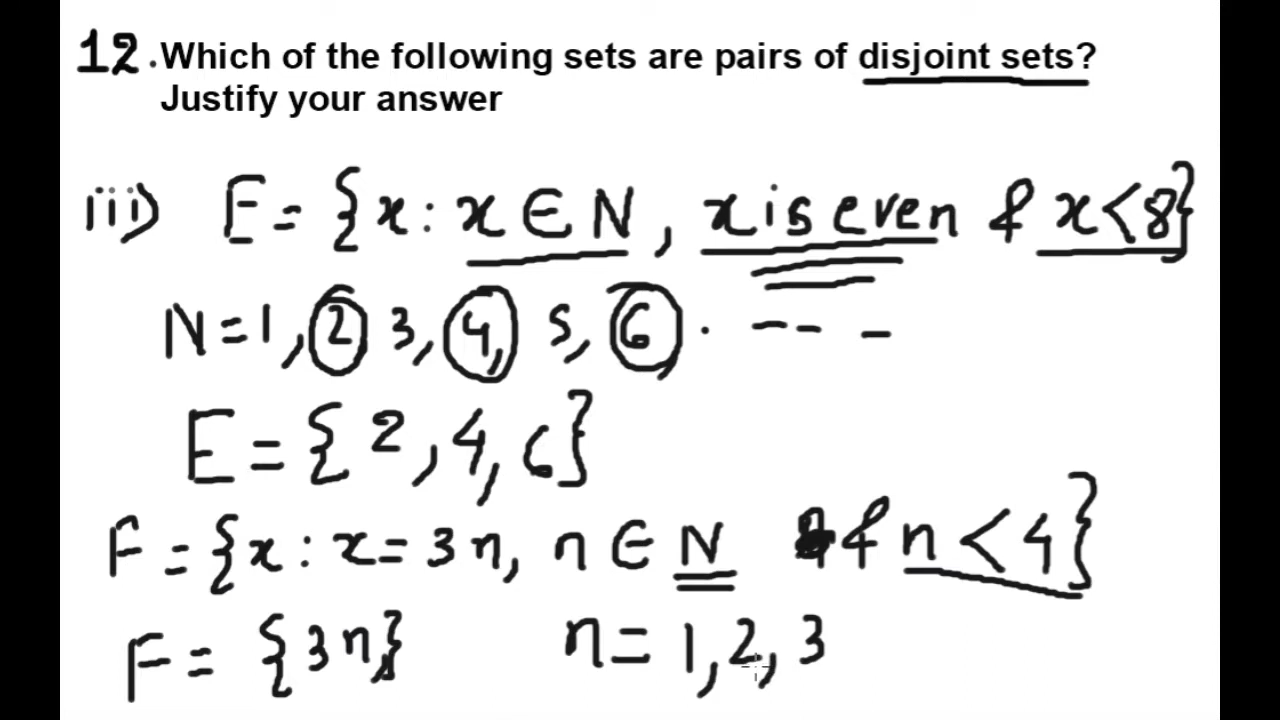 12. Which of the following sets are pairs of disjoint sets?
Justify your answer
iii) E = {x : x ∈ N, x is even & x < 8}
N = 1, 2 3, 4, 5, 6 . -- -
E = {2, 4, 6}
F = {x : x = 3n, n ∈ N & n < 4}
F = {3n,} n = 1, 2, 3